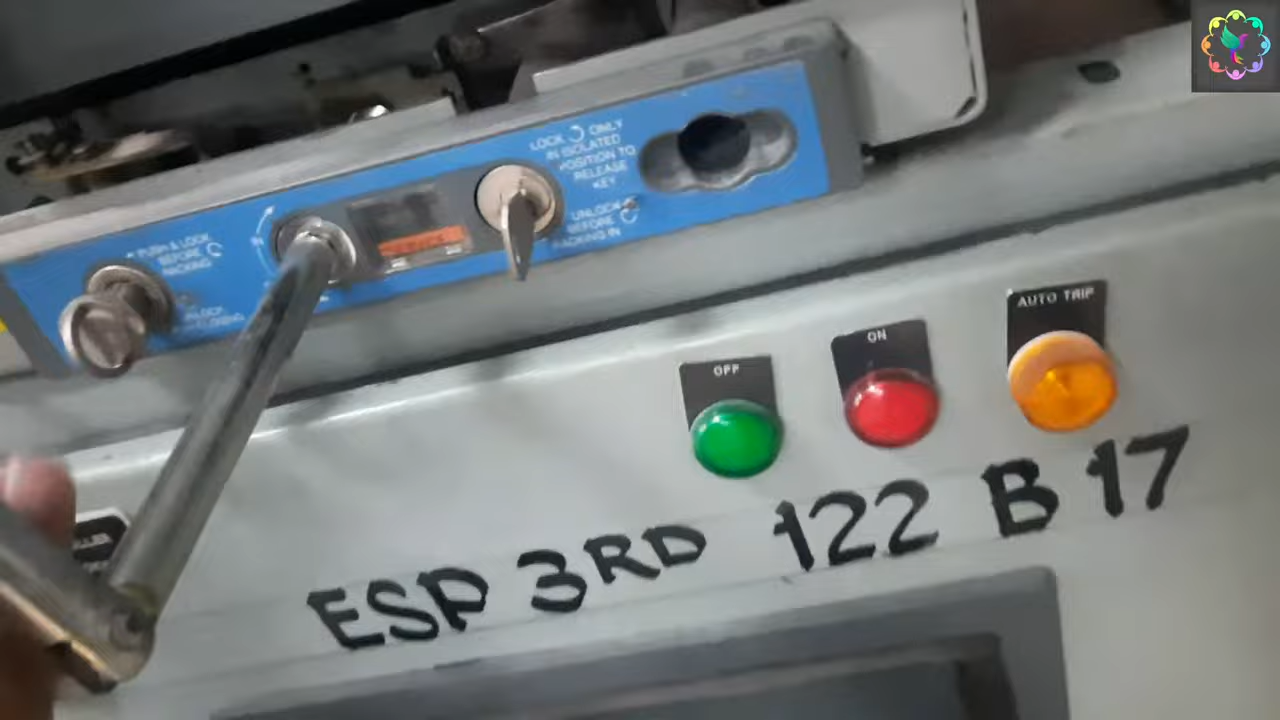 LOCK ONLY
IN ISOLATED
POSITION TO
RELEASE
KEY
UNLOCK
BEFORE
RACKING IN
PUSH & LOCK
BEFORE
RACKING
IN
OFF
ON
AUTO TRIP
ESP 3RD 122 B 17